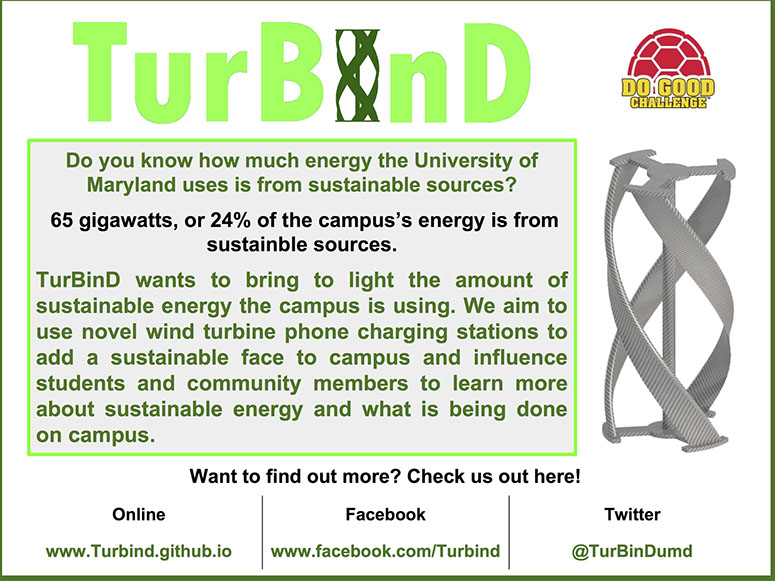 TurBinD
DO GOOD
CHALLENGE
Do you know how much energy the University of
Maryland uses is from sustainable sources?
65 gigawatts, or 24% of the campus's energy is from
sustainble sources.
TurBinD wants to bring to light the amount of
sustainable energy the campus is using. We aim to
use novel wind turbine phone charging stations to
add a sustainable face to campus and influence
students and community members to learn more
about sustainable energy and what is being done
on campus.
Want to find out more? Check us out here!
Online
www.Turbind.github.io
Facebook
www.facebook.com/Turbind
Twitter
@TurBinDumd